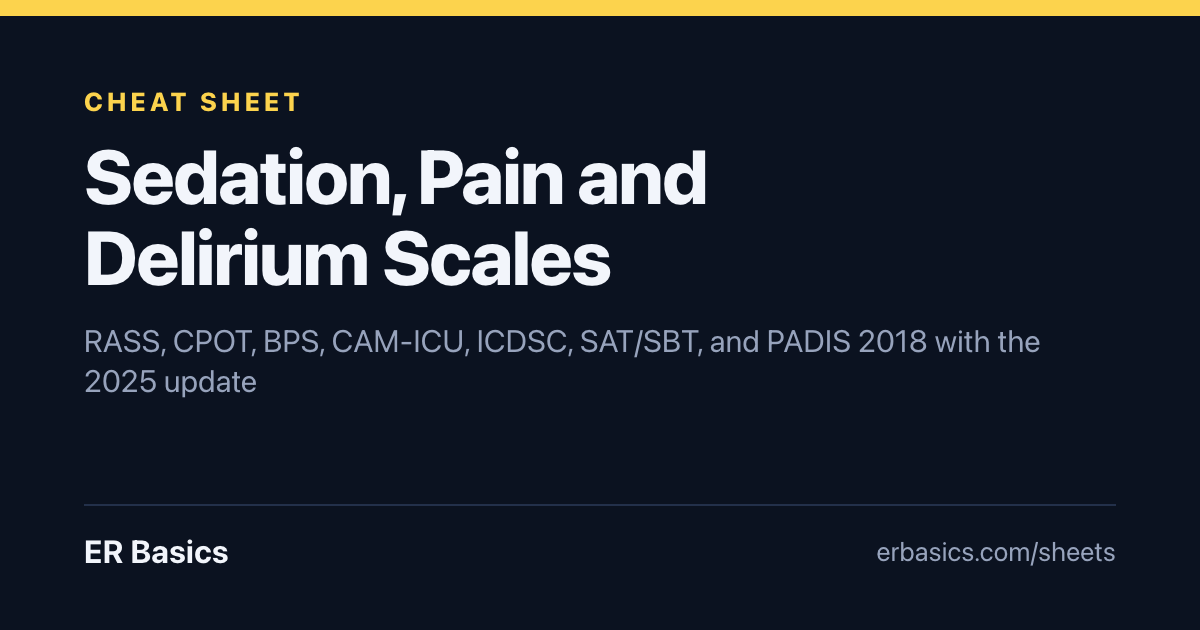 CHEAT SHEET
Sedation, Pain and
Delirium Scales
RASS, CPOT, BPS, CAM-ICU, ICDSC, SAT/SBT, and PADIS 2018 with the
2025 update
ER Basics
erbasics.com/sheets